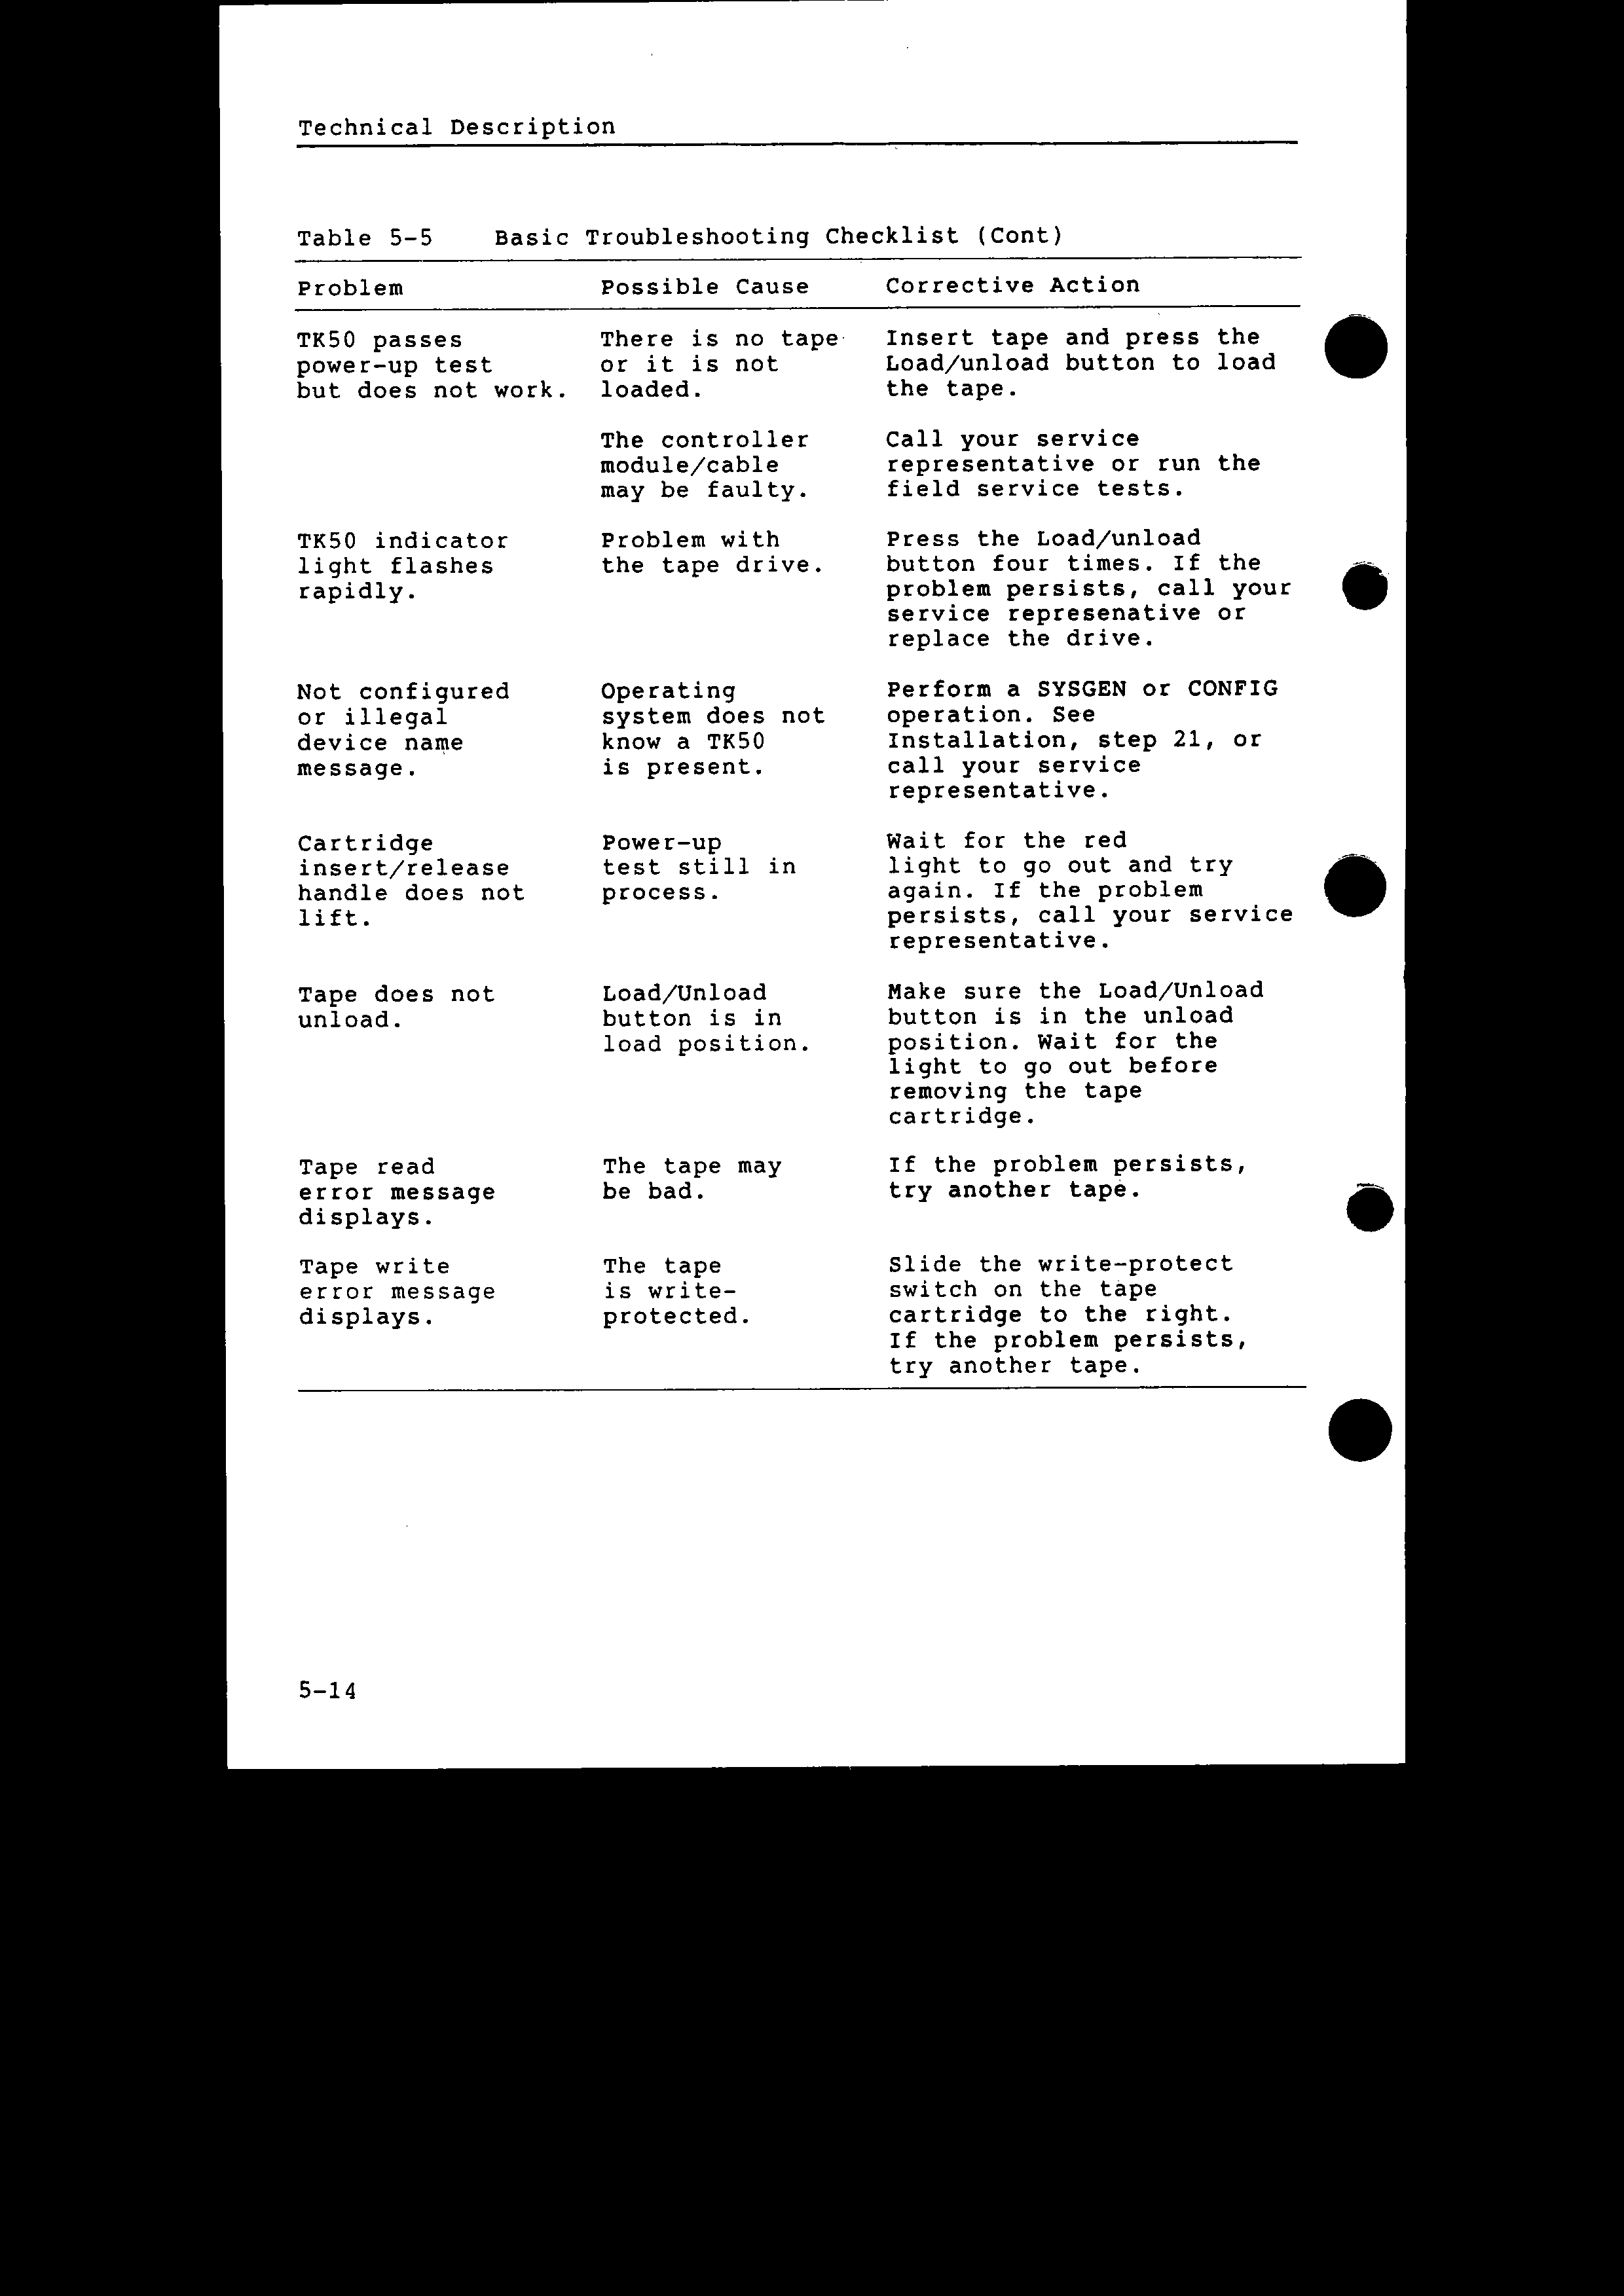 Technical Description
Table 5-5 Basic Troubleshooting Checklist (Cont)
Problem Possible Cause Corrective Action
TK50 passes There is no tape Insert tape and press the
power-up test or it is not Load/unload button to load
but does not work. loaded. the tape.
The controller Call your service
module/cable representative or run the
may be faulty. field service tests.
TK50 indicator Problem with Press the Load/unload
light flashes the tape drive. button four times. If the
rapidly. problem persists, call your
service represenative or
replace the drive.
Not configured Operating Perform a SYSGEN or CONFIG
or illegal system does not operation. See
device name know a TK50 Installation, step 21, or
message. is present. call your service
representative.
Cartridge Power-up Wait for the red
insert/release test still in light to go out and try
handle does not process. again. If the problem
lift. persists, call your service
representative.
Tape does not Load/Unload Make sure the Load/Unload
unload. button is in button is in the unload
load position. position. Wait for the
light to go out before
removing the tape
cartridge.
Tape read The tape may If the problem persists,
error message be bad. try another tape.
displays.
Tape write The tape Slide the write-protect
error message is write- switch on the tape
displays. protected. cartridge to the right.
If the problem persists,
try another tape.
5-14